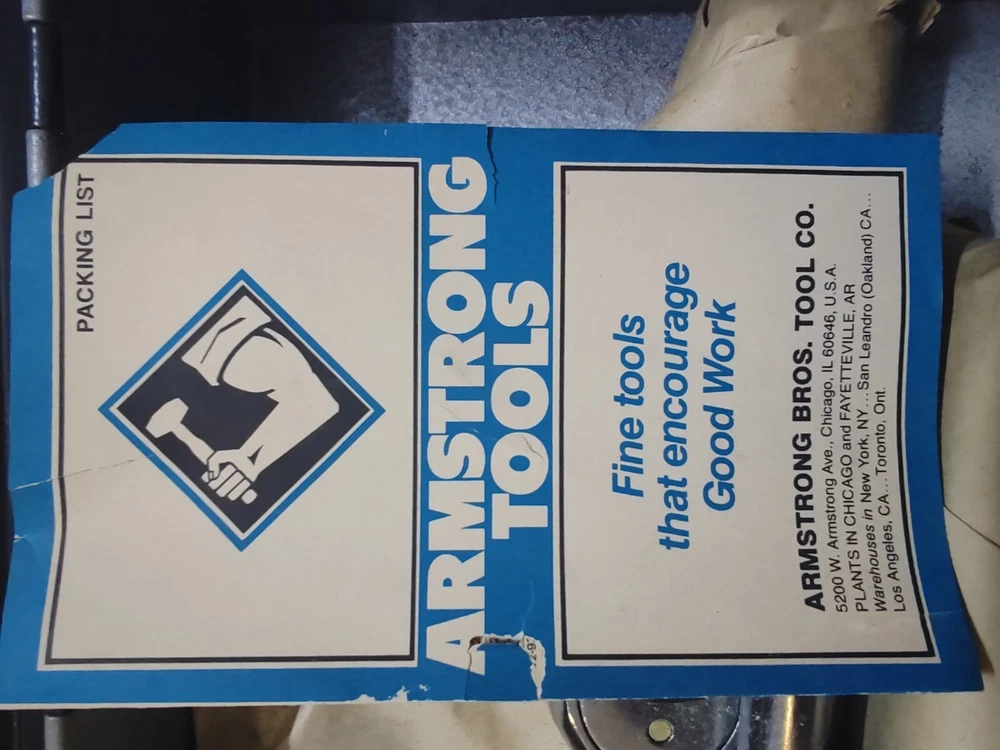 PACKING LIST
ARMSTRONG
TOOLS
Fine tools
that encourage
Good Work
ARMSTRONG BROS. TOOL CO.
5200 W. Armstrong Ave., Chicago, IL 60646, U.S.A.
PLANTS IN CHICAGO and FAYETTEVILLE, AR
Warehouses in New York, NY... San Leandro (Oakland) CA...
Los Angeles, CA... Toronto, Ont.